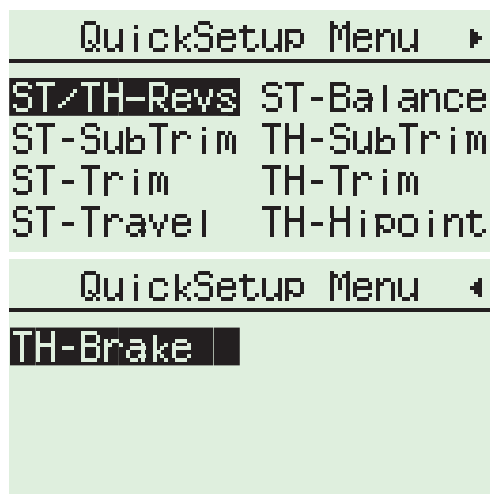 QuickSetup Menu
ST/TH-Revs ST-Balance
ST-SubTrim TH-SubTrim
ST-Trim TH-Trim
ST-Travel TH-Hipoint
QuickSetup Menu
TH-Brake